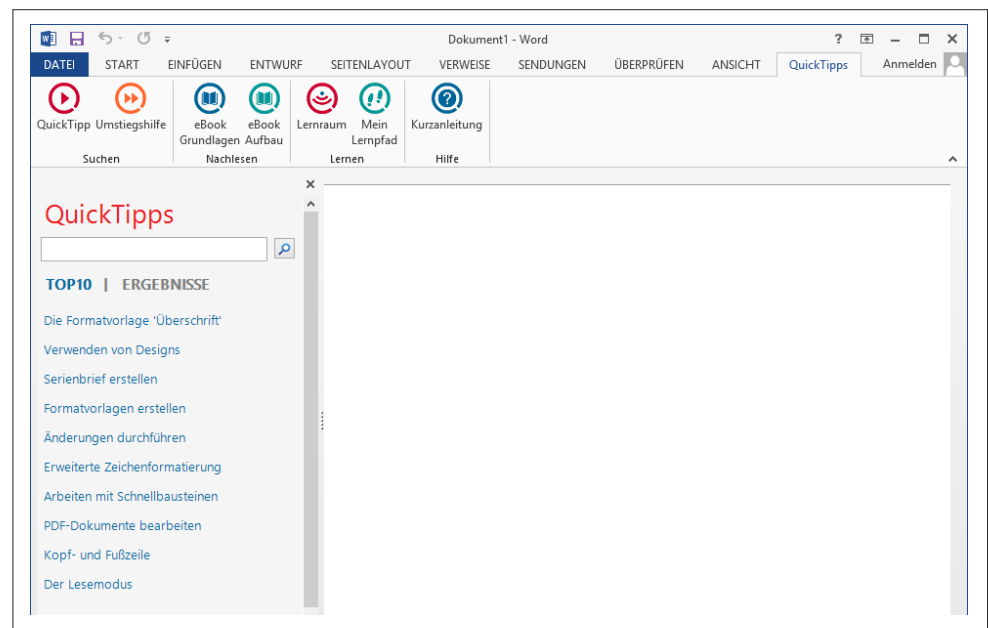 Dokument1 - Word
DATEI START EINFÜGEN ENTWURF SEITENLAYOUT VERWEISE SENDUNGEN ÜBERPRÜFEN ANSICHT QuickTipps Anmelden
QuickTipp Umstiegshilfe eBook eBook Lernraum Mein Kurzanleitung
Grundlagen Aufbau Lernpfad
Suchen Nachlesen Lernen Hilfe
QuickTipps
TOP10 | ERGEBNISSE
Die Formatvorlage 'Überschrift'
Verwenden von Designs
Serienbrief erstellen
Formatvorlagen erstellen
Änderungen durchführen
Erweiterte Zeichenformatierung
Arbeiten mit Schnellbausteinen
PDF-Dokumente bearbeiten
Kopf- und Fußzeile
Der Lesemodus